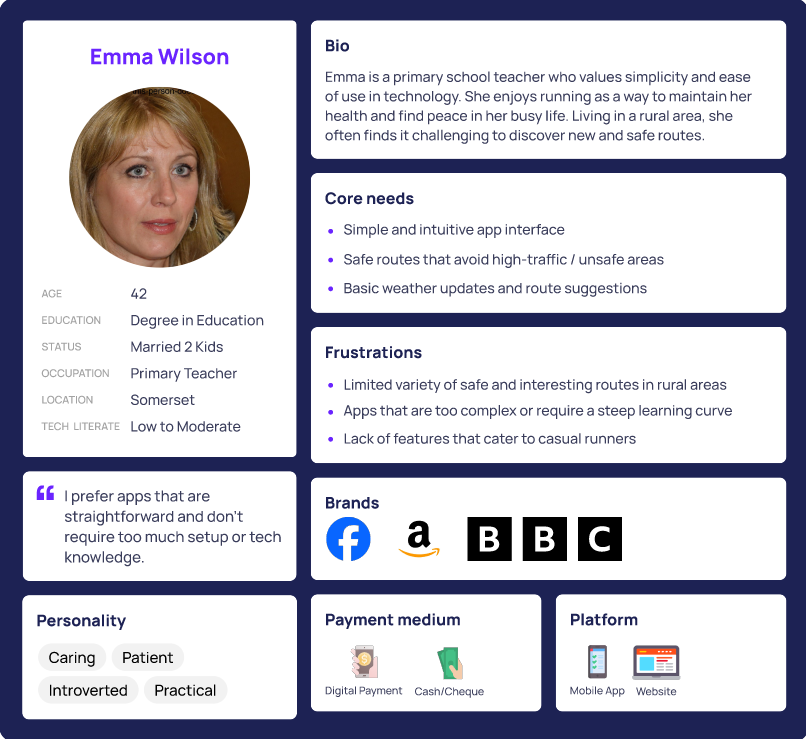 Emma Wilson
AGE 42
EDUCATION Degree in Education
STATUS Married 2 Kids
OCCUPATION Primary Teacher
LOCATION Somerset
TECH LITERATE Low to Moderate
“ I prefer apps that are
straightforward and don't
require too much setup or tech
knowledge.
Personality
Caring Patient
Introverted Practical
Bio
Emma is a primary school teacher who values simplicity and ease
of use in technology. She enjoys running as a way to maintain her
health and find peace in her busy life. Living in a rural area, she
often finds it challenging to discover new and safe routes.
Core needs
• Simple and intuitive app interface
• Safe routes that avoid high-traffic / unsafe areas
• Basic weather updates and route suggestions
Frustrations
• Limited variety of safe and interesting routes in rural areas
• Apps that are too complex or require a steep learning curve
• Lack of features that cater to casual runners
Brands
f a B B C
Payment medium
Digital Payment Cash/Cheque
Platform
Mobile App Website